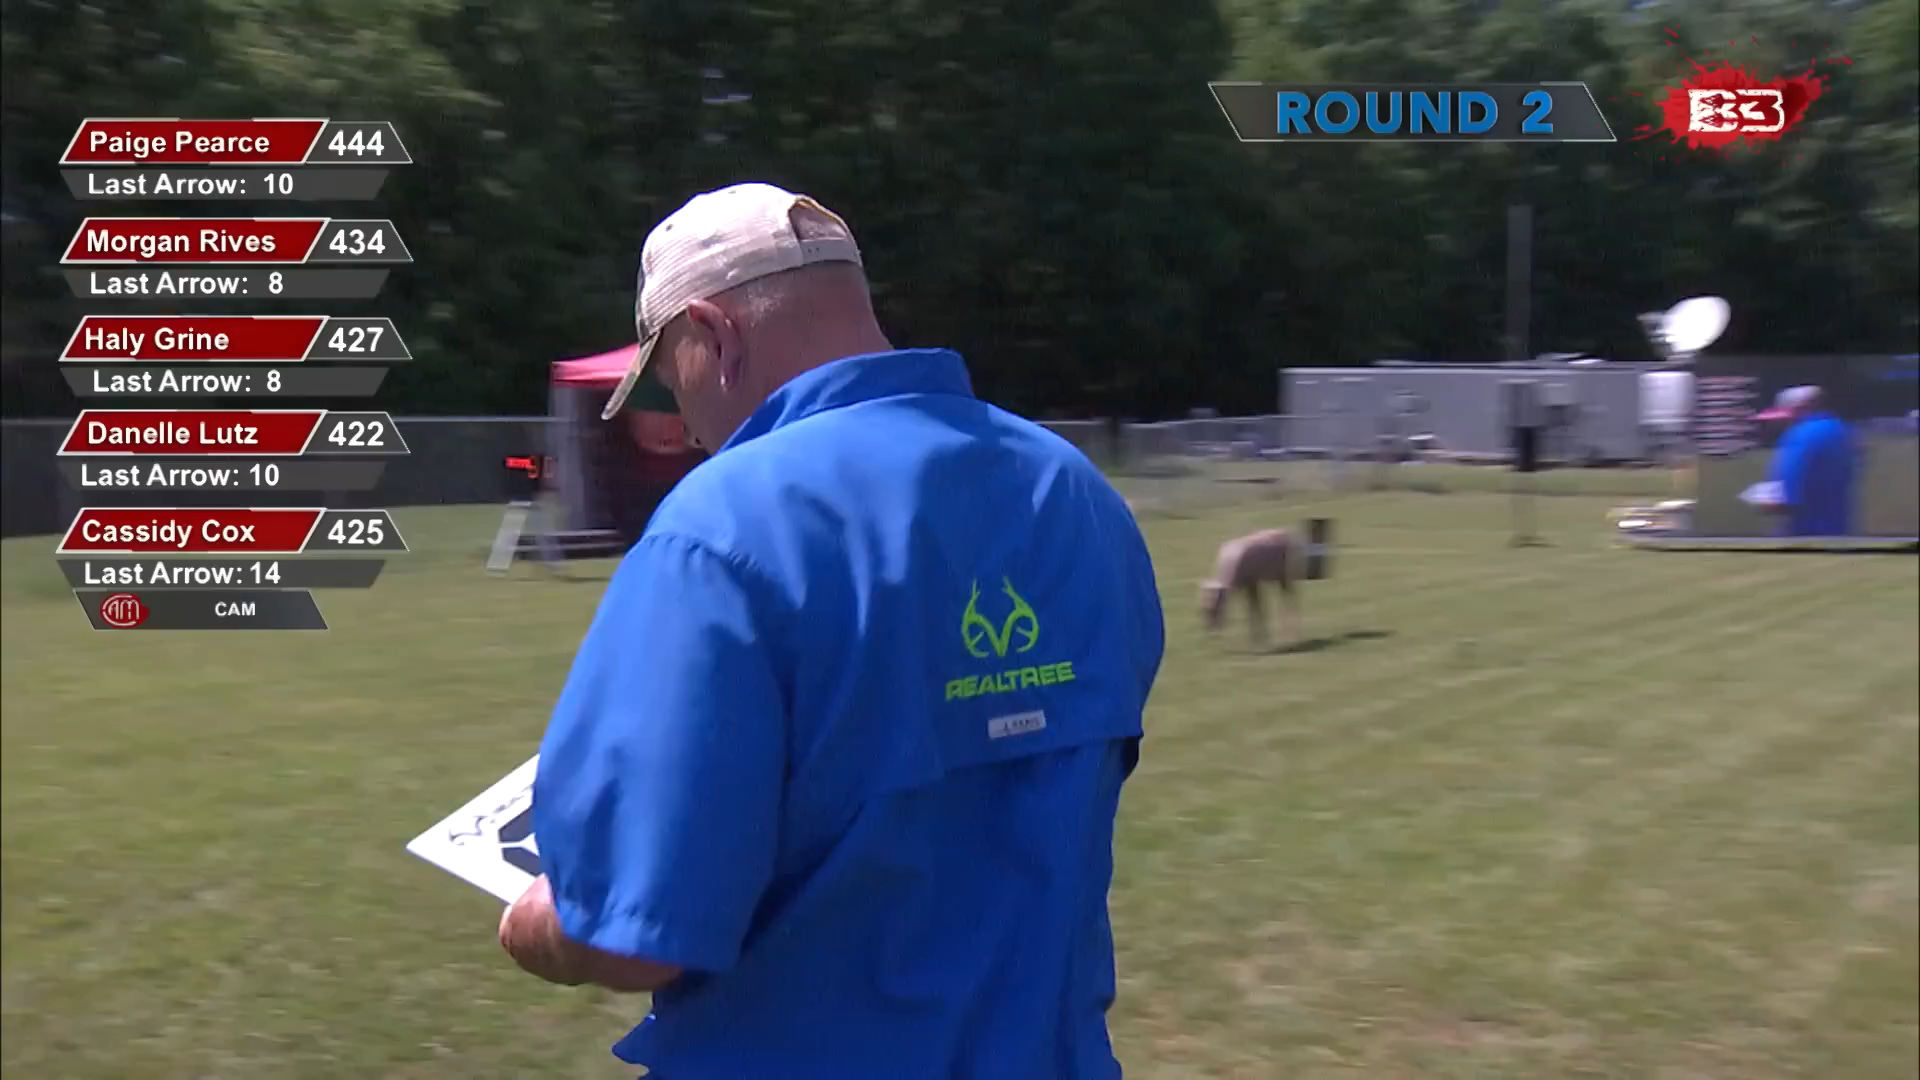 Paige Pearce 444
Last Arrow: 10
Morgan Rives 434
Last Arrow: 8
Haly Grine 427
Last Arrow: 8
Danelle Lutz 422
Last Arrow: 10
Cassidy Cox 425
Last Arrow: 14
CAM CAM
ROUND 2
B3
REALTREE